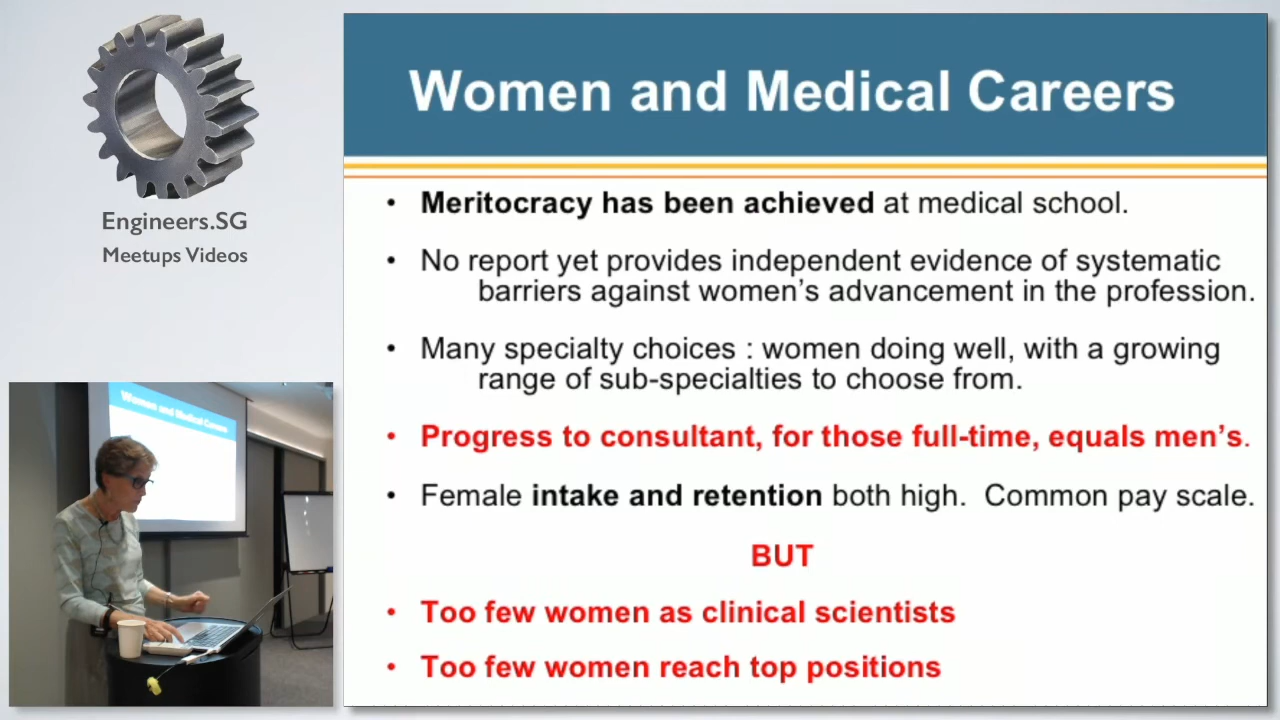 Engineers.SG
Meetups Videos
Women and Medical Careers
• Meritocracy has been achieved at medical school.
• No report yet provides independent evidence of systematic
barriers against women’s advancement in the profession.
• Many specialty choices : women doing well, with a growing
range of sub-specialties to choose from.
• Progress to consultant, for those full-time, equals men’s.
• Female intake and retention both high. Common pay scale.
BUT
• Too few women as clinical scientists
• Too few women reach top positions
Women and Medical Careers